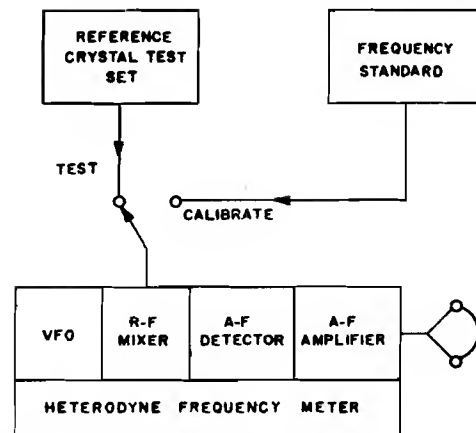 REFERENCE
CRYSTAL TEST
SET
FREQUENCY
STANDARD
TEST
CALIBRATE
VFO
R-F
MIXER
A-F
DETECTOR
A-F
AMPLIFIER
HETERODYNE FREQUENCY METER